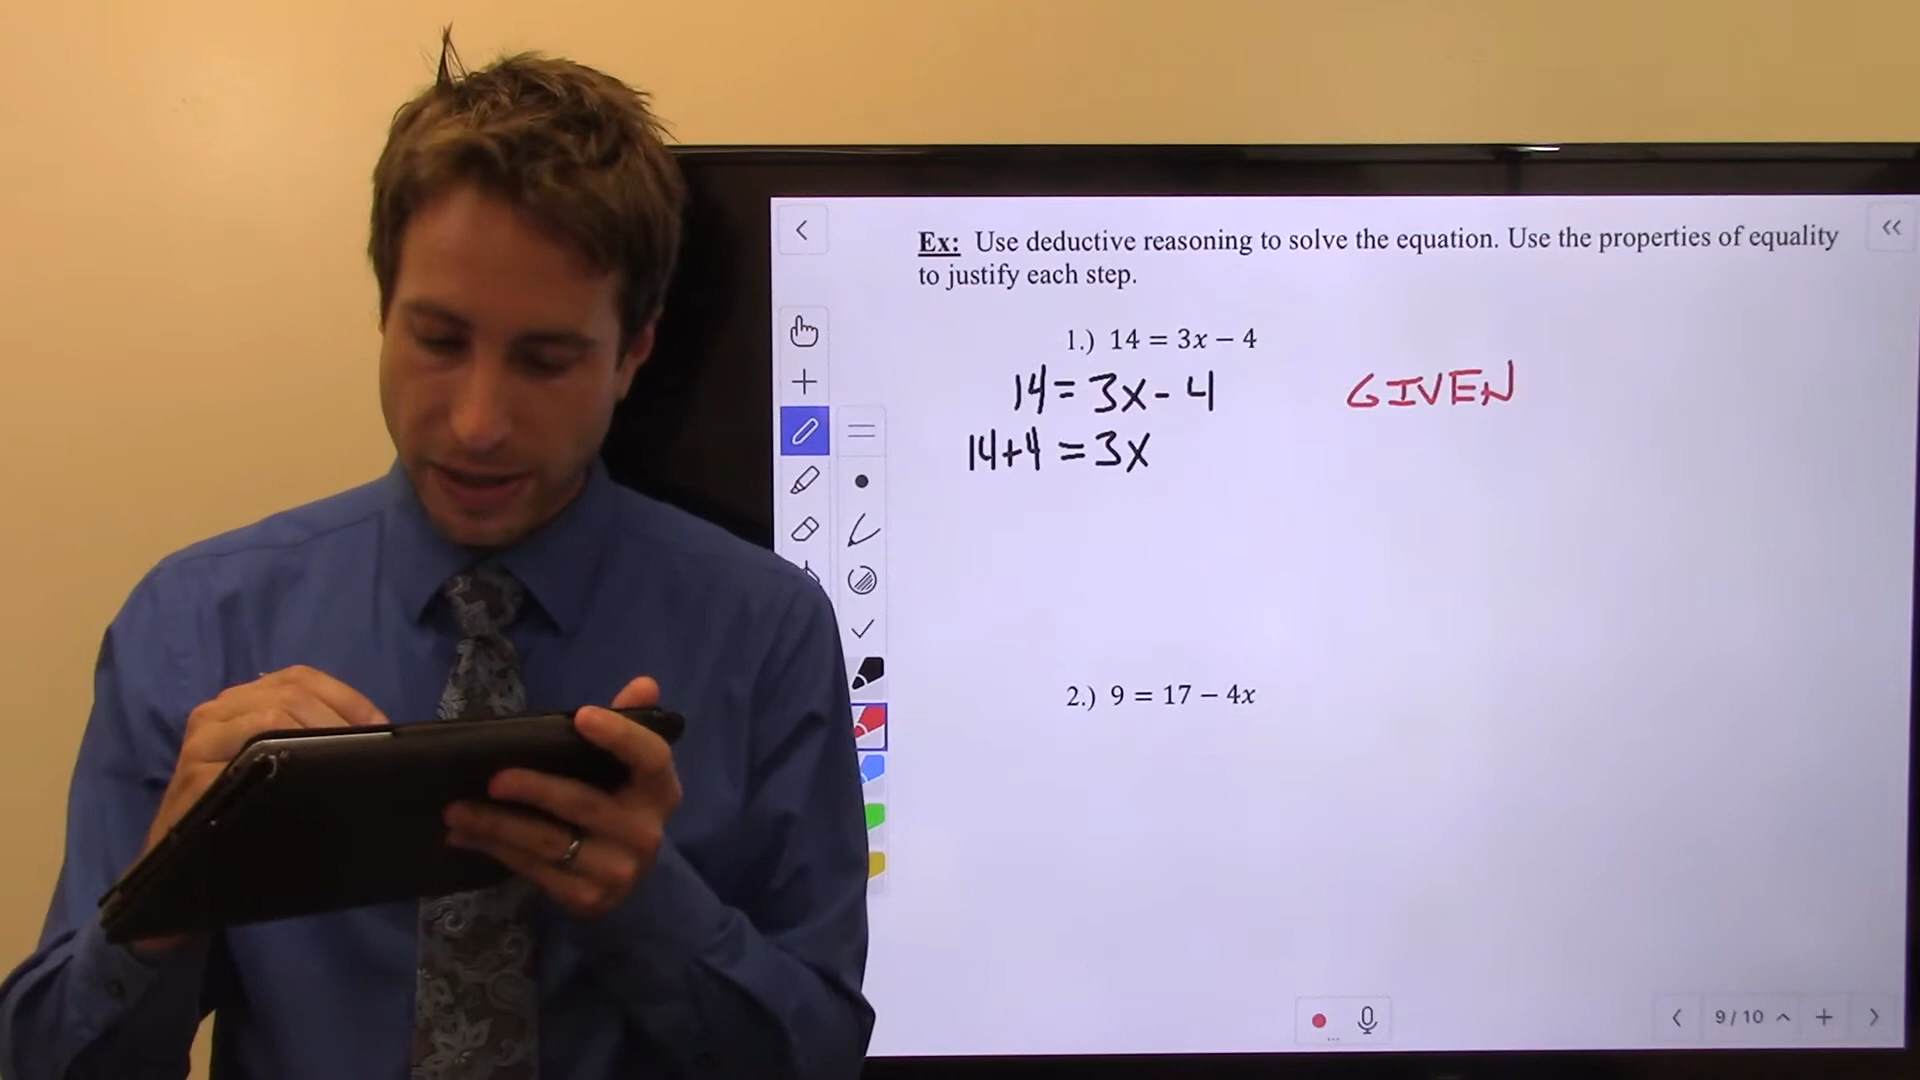 Ex: Use deductive reasoning to solve the equation. Use the properties of equality
to justify each step.
1.) 14 = 3x − 4
14 = 3x - 4 GIVEN
14+4 = 3x
2.) 9 = 17 − 4x
9 / 10